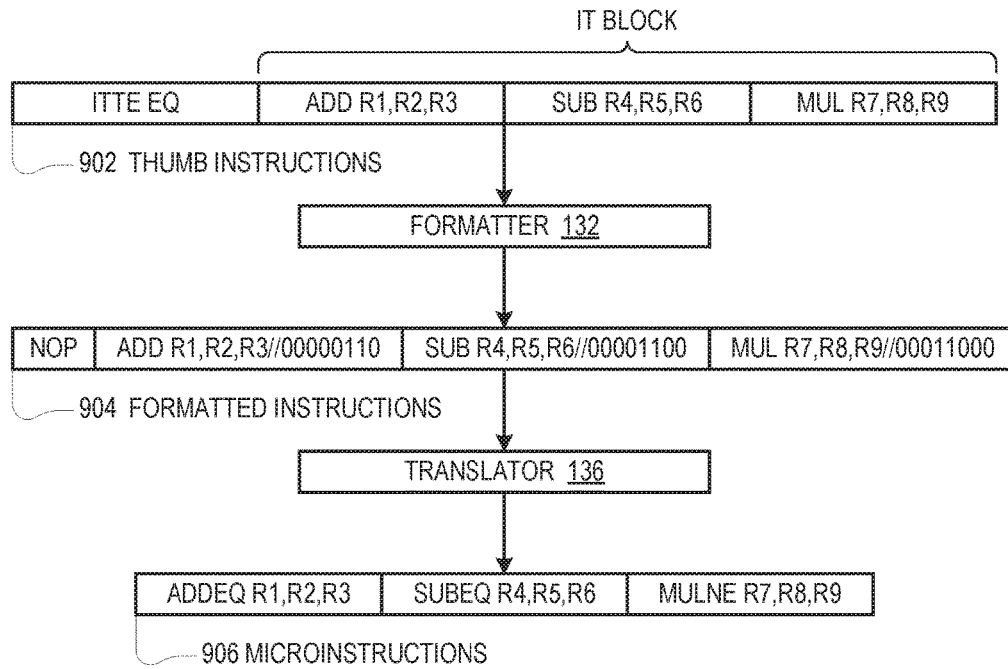 IT BLOCK
ITTE EQ ADD R1,R2,R3 SUB R4,R5,R6 MUL R7,R8,R9
902 THUMB INSTRUCTIONS
FORMATTER 132
NOP ADD R1,R2,R3//00000110 SUB R4,R5,R6//00001100 MUL R7,R8,R9//00011000
904 FORMATTED INSTRUCTIONS
TRANSLATOR 136
ADDEQ R1,R2,R3 SUBEQ R4,R5,R6 MULNE R7,R8,R9
906 MICROINSTRUCTIONS